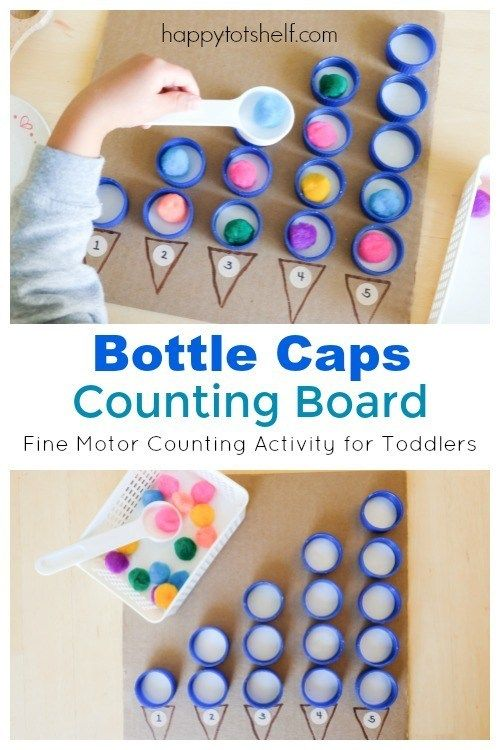 happytotshelf.com
1 2 3 4 5
Bottle Caps
Counting Board
Fine Motor Counting Activity for Toddlers
1 2 3 4 5